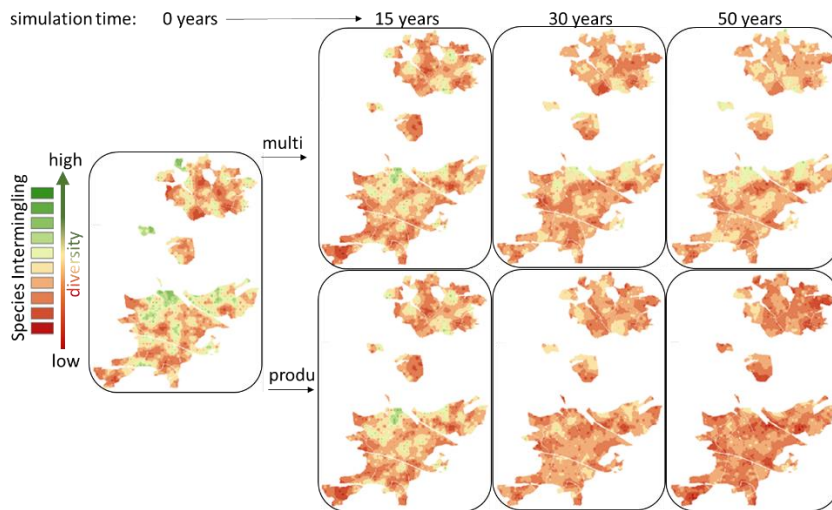 simulation time: 0 years 15 years 30 years 50 years
multi
high
Species Intermingling
diversity
low
produ